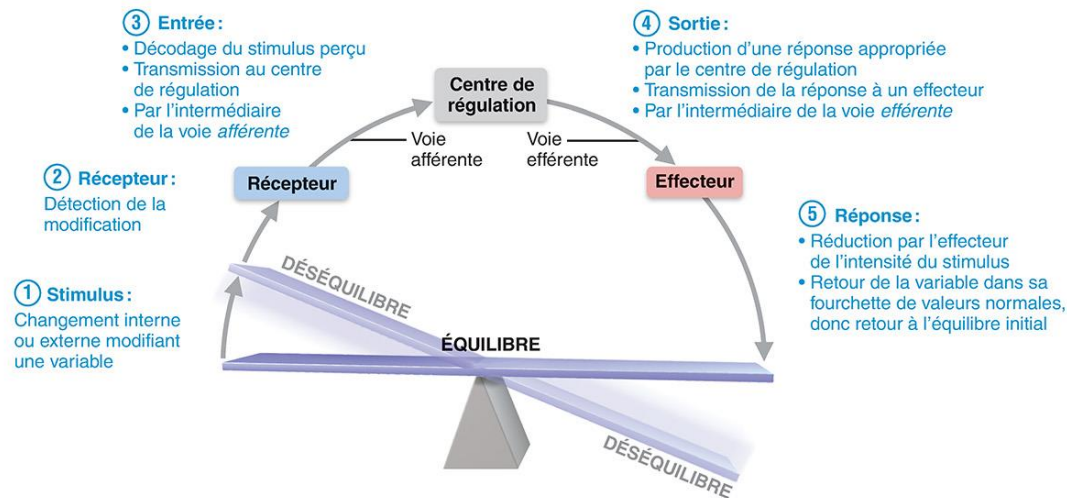 ③ Entrée :
• Décodage du stimulus perçu
• Transmission au centre
de régulation
• Par l'intermédiaire
de la voie afférente
④ Sortie :
• Production d'une réponse appropriée
par le centre de régulation
• Transmission de la réponse à un effecteur
• Par l'intermédiaire de la voie efférente
Centre de
régulation
Voie
afférente
Voie
efférente
② Récepteur :
Détection de la
modification
Récepteur
Effecteur
⑤ Réponse :
• Réduction par l'effecteur
de l'intensité du stimulus
• Retour de la variable dans sa
fourchette de valeurs normales,
donc retour à l'équilibre initial
① Stimulus :
Changement interne
ou externe modifiant
une variable
DÉSÉQUILIBRE
ÉQUILIBRE
DÉSÉQUILIBRE